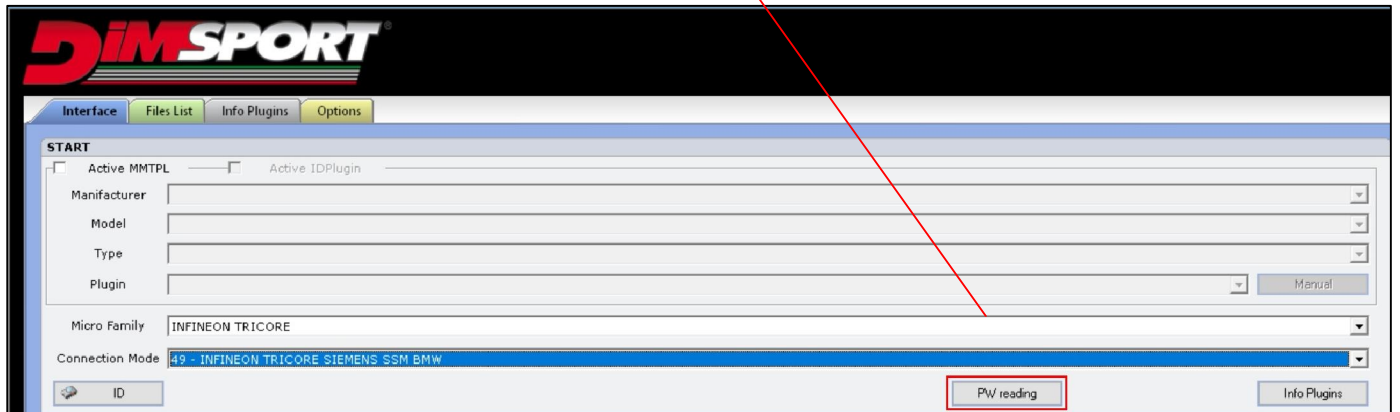 DiMSPORT®
Interface Files List Info Plugins Options
START
Active MMTPL Active IDPlugin
Manifacturer
Model
Type
Plugin Manual
Micro Family INFINEON TRICORE
Connection Mode 49 - INFINEON TRICORE SIEMENS SSM BMW
ID PW reading Info Plugins